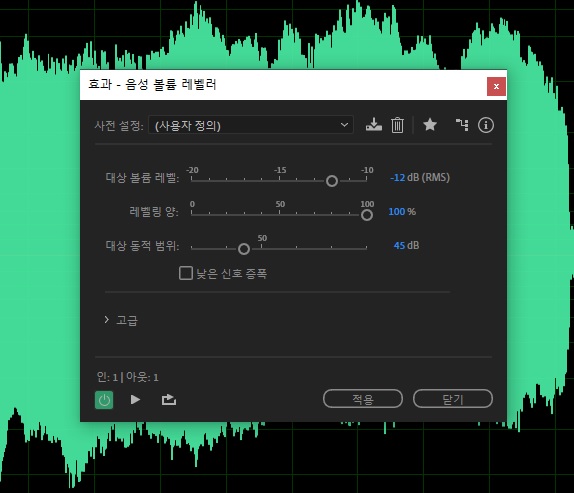 효과 - 음성 볼륨 레벨러
x
사전 설정: (사용자 정의)
-20 -15 -10
대상 볼륨 레벨: -12 dB (RMS)
0 50 100
레벨링 양: 100 %
50
대상 동적 범위: 45 dB
낮은 신호 증폭
고급
인: 1 | 아웃: 1
적용 닫기